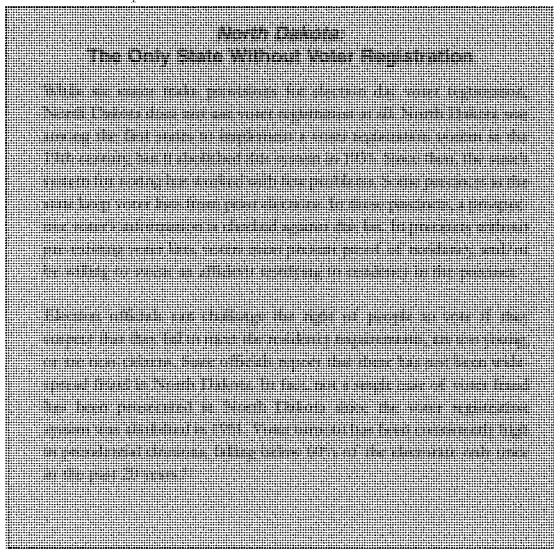 North Dakota:
The Only State Without Voter Registration
While six states make provisions for election day voter registration,
North Dakota does not use voter registration at all. North Dakota was
among the first states to implement a voter registration system in the
19th century, but it abolished this system in 1951. Since then, the state's
system for voting has worked with few problems. Some precincts in the
state keep voter lists from prior elections. In those precincts, a prospec-
tive voter's information is checked against the list. In precincts without
pre-existing voter lists, voters must present proof of residency, and/or
be willing to swear an affidavit testifying to residency in the precinct.
Election officials can challenge the right of people to vote if they
suspect that they fail to meet the residency requirements, are too young,
or are non-citizens. State officials report that there has not been wide-
spread fraud in North Dakota. In fact, not a single case of voter fraud
has been prosecuted in North Dakota since the voter registration
system was abolished in 1951. Voter turnout has been consistently high
in presidential elections, falling below 60% of the electorate only once
in the past 20 years.